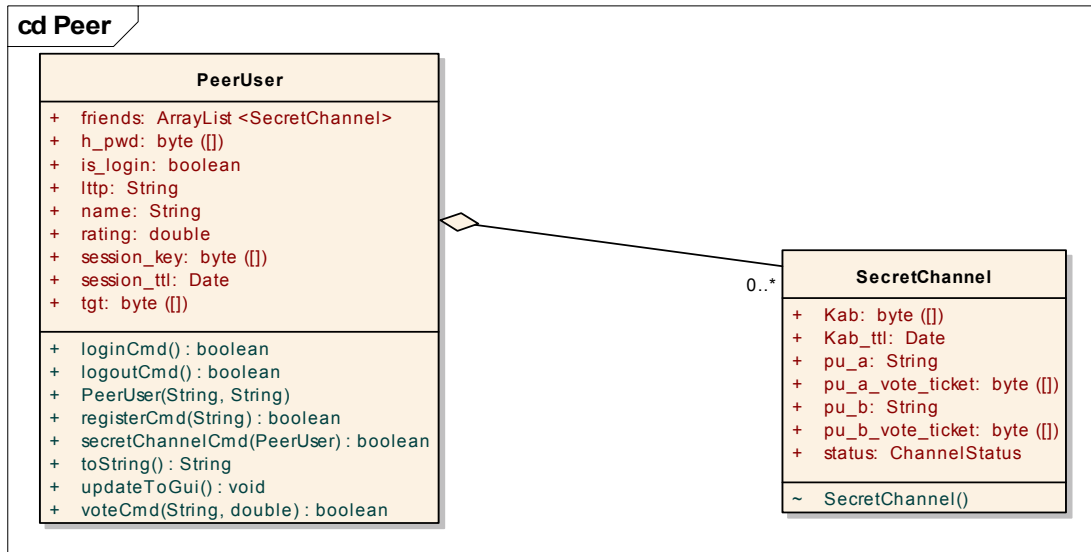 cd Peer
PeerUser
+ friends: ArrayList <SecretChannel>
+ h_pwd: byte ([])
+ is_login: boolean
+ lttp: String
+ name: String
+ rating: double
+ session_key: byte ([])
+ session_ttl: Date
+ tgt: byte ([])
+ loginCmd() : boolean
+ logoutCmd() : boolean
+ PeerUser(String, String)
+ registerCmd(String) : boolean
+ secretChannelCmd(PeerUser) : boolean
+ toString() : String
+ updateToGui() : void
+ voteCmd(String, double) : boolean
0..*
SecretChannel
+ Kab: byte ([])
+ Kab_ttl: Date
+ pu_a: String
+ pu_a_vote_ticket: byte ([])
+ pu_b: String
+ pu_b_vote_ticket: byte ([])
+ status: ChannelStatus
~ SecretChannel()